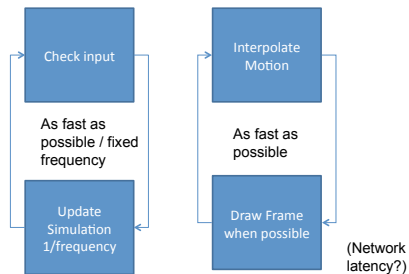 Check input
As fast as
possible / fixed
frequency
Update
Simulation
1/frequency
Interpolate
Motion
As fast as
possible
Draw Frame
when possible
(Network
latency?)